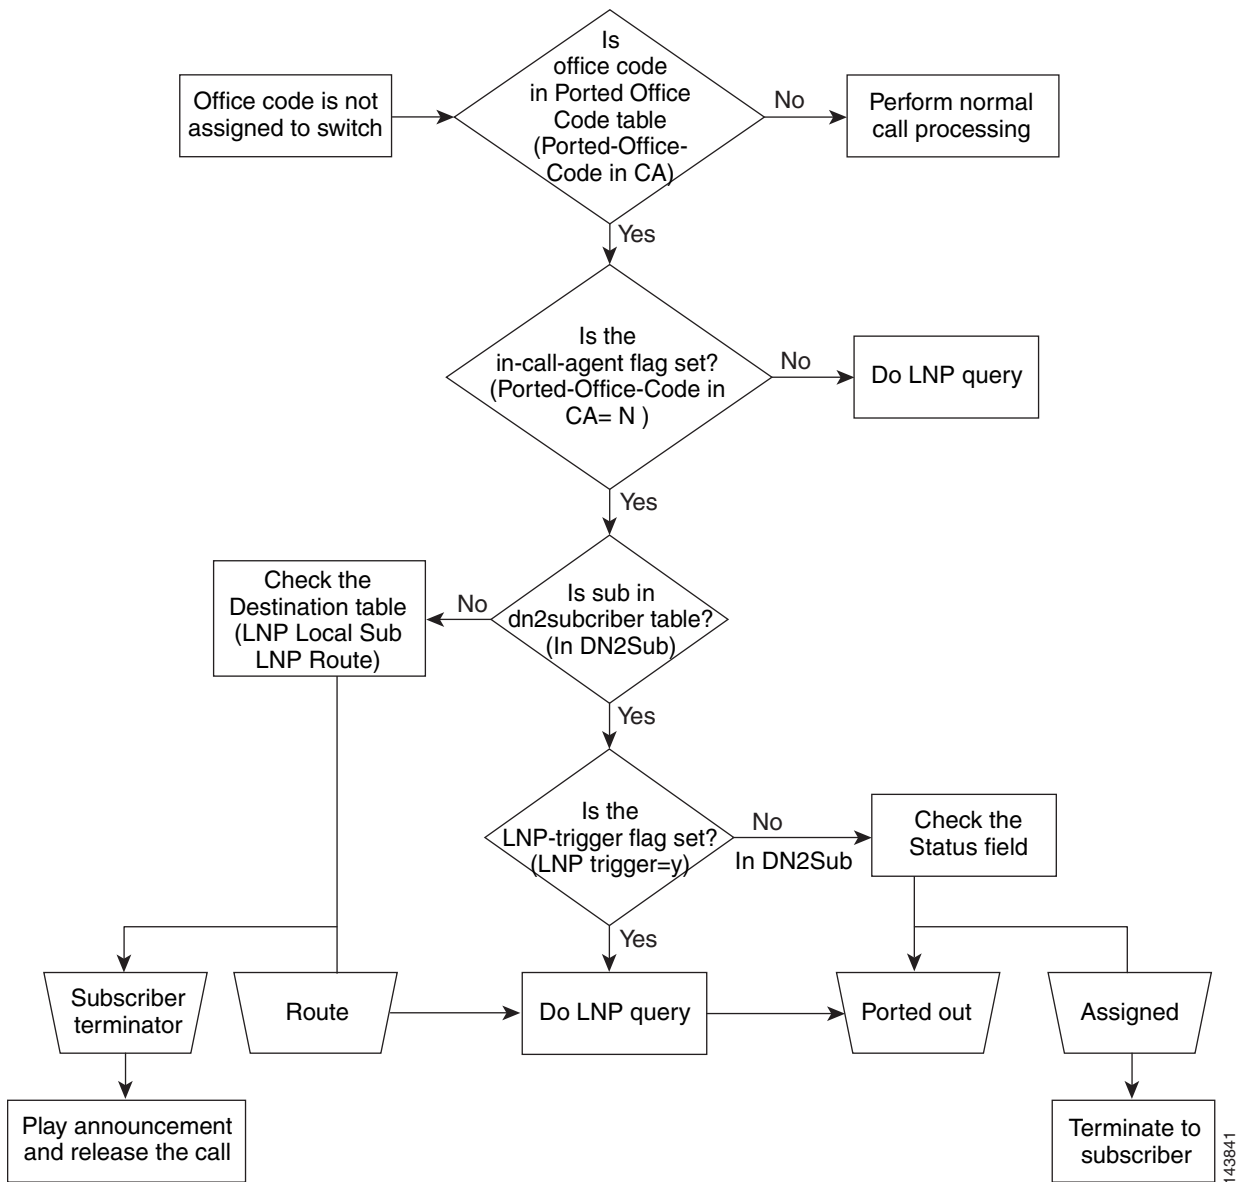 Is
office code
in Ported Office
Code table
(Ported-Office-
Code in CA)
Office code is not
assigned to switch
No
Perform normal
call processing
Yes
Is the
in-call-agent flag set?
(Ported-Office-Code in
CA= N )
No
Do LNP query
Yes
Check the
Destination table
(LNP Local Sub
LNP Route)
No
Is sub in
dn2subcriber table?
(In DN2Sub)
Yes
Is the
LNP-trigger flag set?
(LNP trigger=y)
No
In DN2Sub
Check the
Status field
Yes
Subscriber
terminator
Route
Do LNP query
Ported out
Assigned
Play announcement
and release the call
Terminate to
subscriber
143841